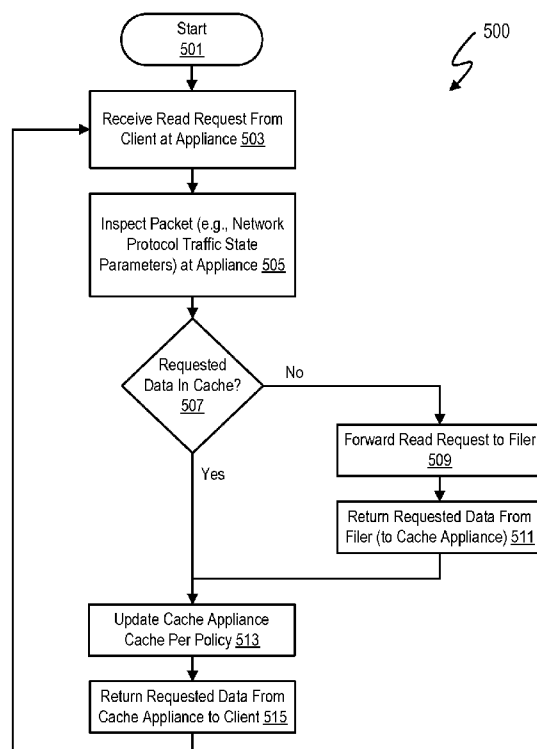 Start
501
500
Receive Read Request From
Client at Appliance 503
Inspect Packet (e.g., Network
Protocol Traffic State
Parameters) at Appliance 505
Requested
Data In Cache?
507
No
Yes
Forward Read Request to Filer
509
Return Requested Data From
Filer (to Cache Appliance) 511
Update Cache Appliance
Cache Per Policy 513
Return Requested Data From
Cache Appliance to Client 515